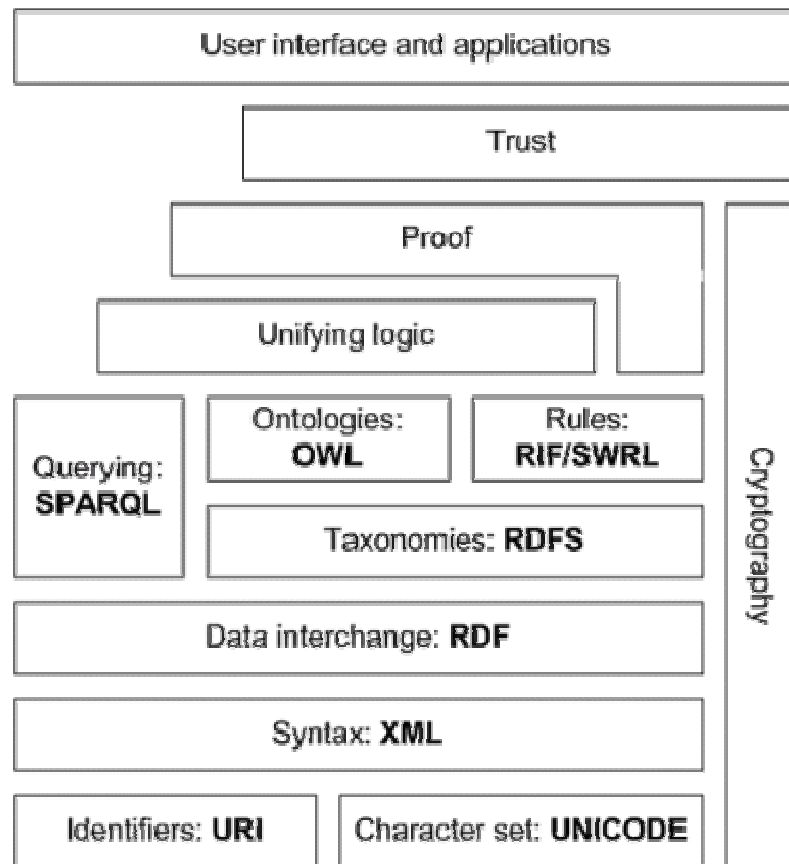 User interface and applications
Trust
Proof
Unifying logic
Ontologies:
OWL
Rules:
RIF/SWRL
Querying:
SPARQL
Taxonomies: RDFS
Cryptography
Data interchange: RDF
Syntax: XML
Identifiers: URI
Character set: UNICODE